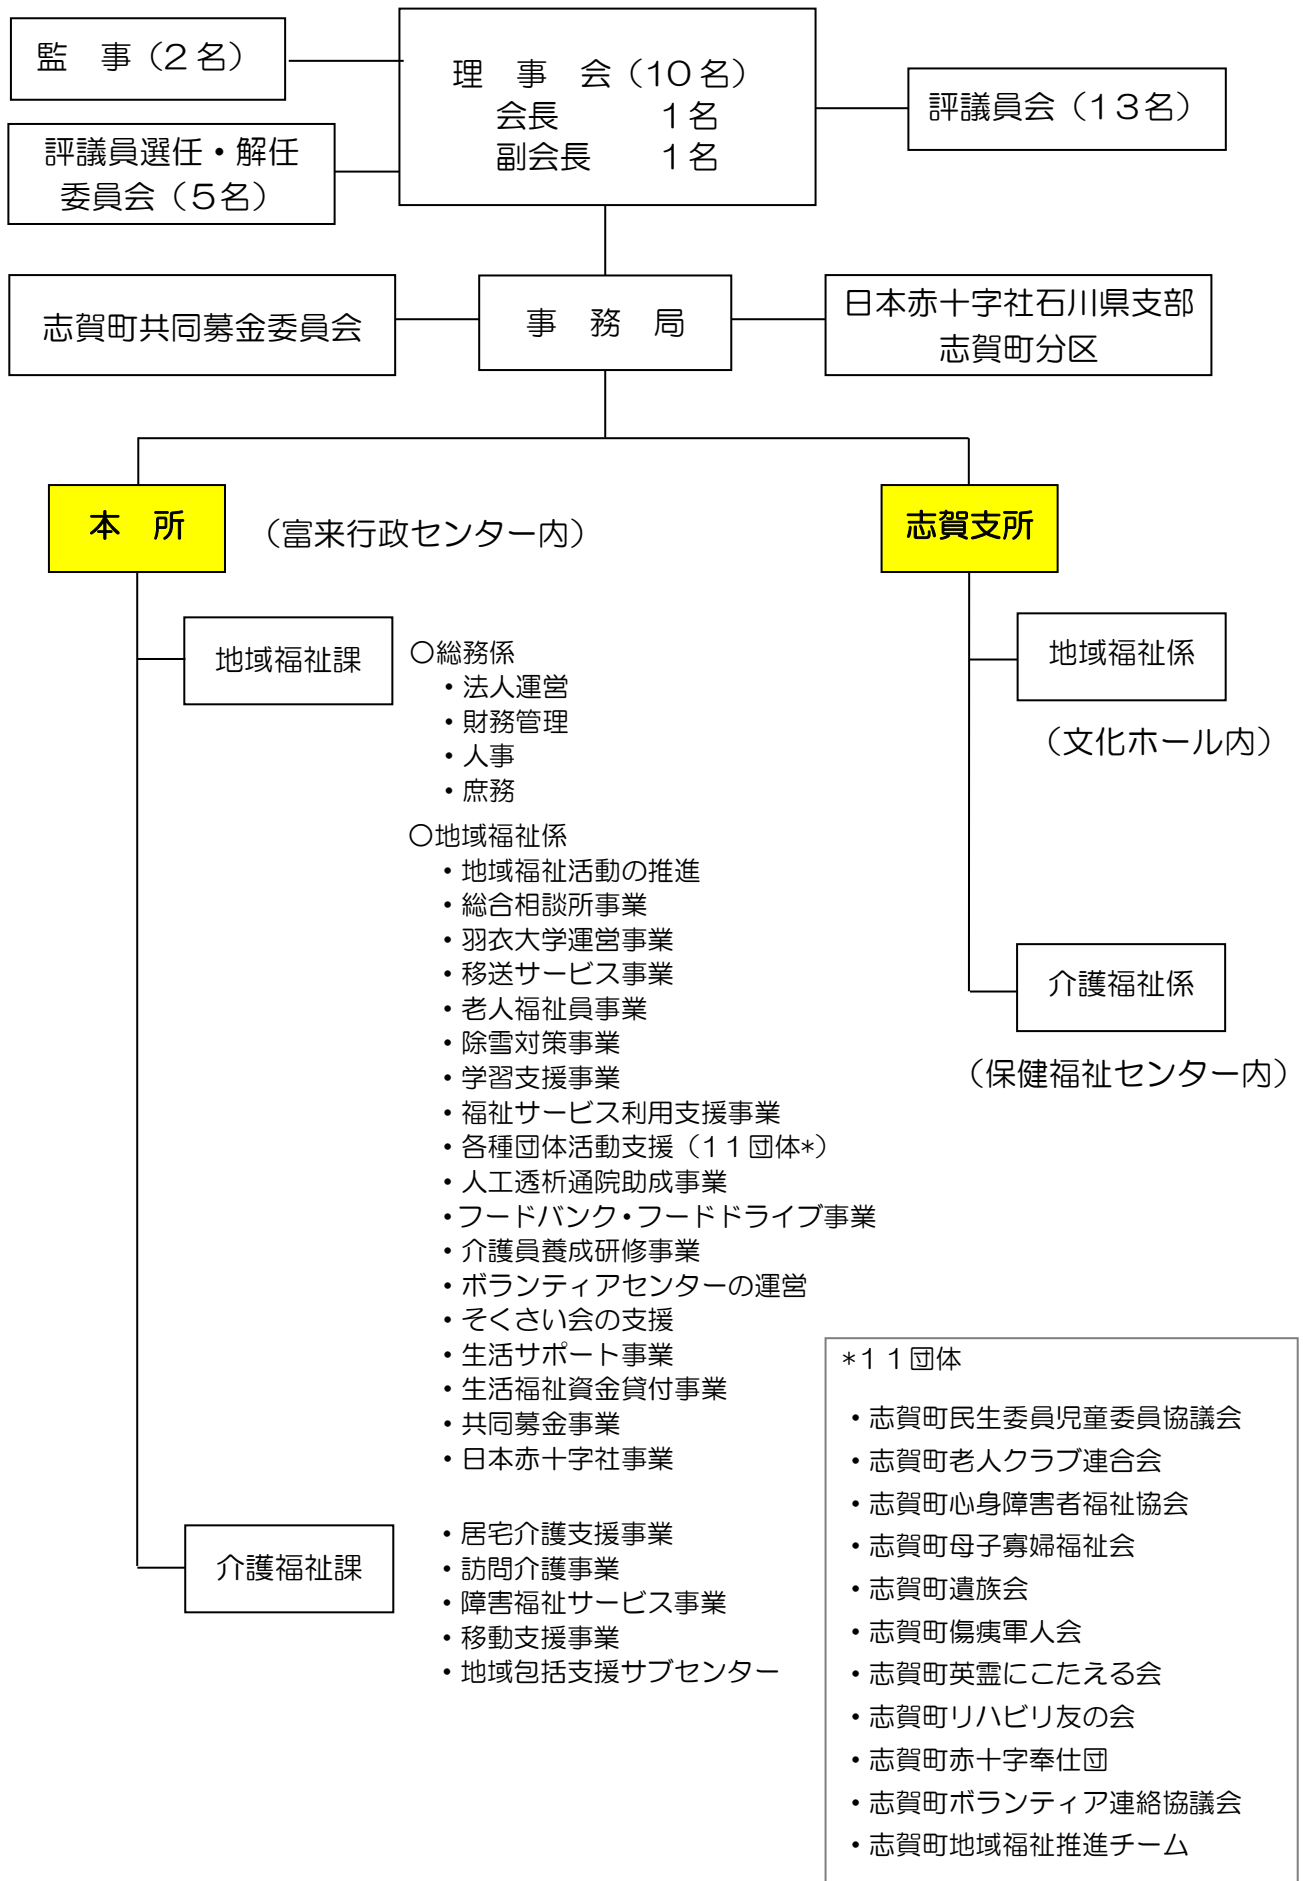 監　事（２名）
理　事　会（10名）
会長　　　１名
副会長　　１名
評議員会（１３名）
評議員選任・解任
委員会（５名）
志賀町共同募金委員会
事　務　局
日本赤十字社石川県支部
志賀町分区
本　所
（富来行政センター内）
志賀支所
地域福祉課
○総務係
・法人運営
・財務管理
・人事
・庶務
○地域福祉係
・地域福祉活動の推進
・総合相談所事業
・羽衣大学運営事業
・移送サービス事業
・老人福祉員事業
・除雪対策事業
・学習支援事業
・福祉サービス利用支援事業
・各種団体活動支援（１１団体*）
・人工透析通院助成事業
・フードバンク・フードドライブ事業
・介護員養成研修事業
・ボランティアセンターの運営
・そくさい会の支援
・生活サポート事業
・生活福祉資金貸付事業
・共同募金事業
・日本赤十字社事業
介護福祉課
・居宅介護支援事業
・訪問介護事業
・障害福祉サービス事業
・移動支援事業
・地域包括支援サブセンター
地域福祉係
（文化ホール内）
介護福祉係
（保健福祉センター内）
*１１団体
・志賀町民生委員児童委員協議会
・志賀町老人クラブ連合会
・志賀町心身障害者福祉協会
・志賀町母子寡婦福祉会
・志賀町遺族会
・志賀町傷痍軍人会
・志賀町英霊にこたえる会
・志賀町リハビリ友の会
・志賀町赤十字奉仕団
・志賀町ボランティア連絡協議会
・志賀町地域福祉推進チーム